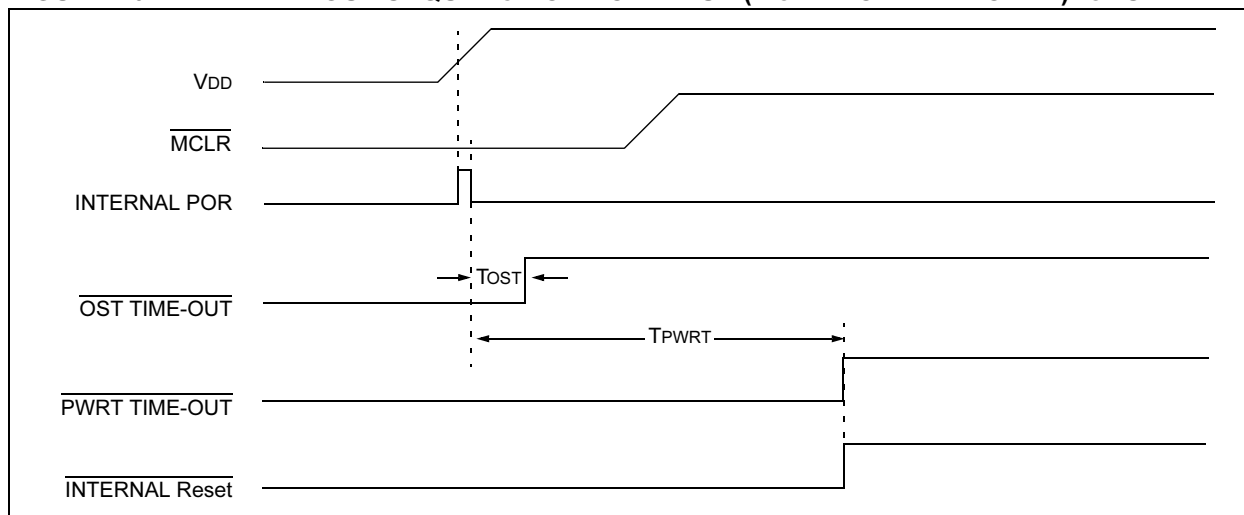 VDD
MCLR
INTERNAL POR
TOST
OST TIME-OUT
TPWRT
PWRT TIME-OUT
INTERNAL Reset